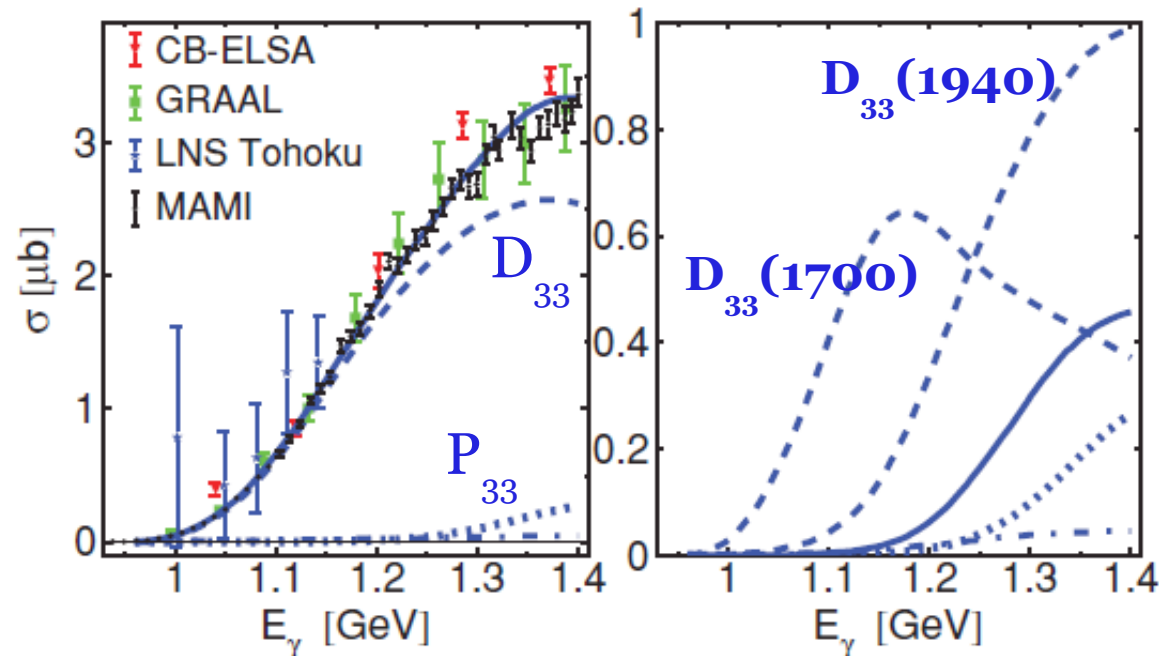 CB-ELSA
GRAAL
LNS Tohoku
MAMI
3
2
1
0
σ [μb]
D33
P33
1 1.1 1.2 1.3 1.4
Eγ [GeV]
1
0.8
0.6
0.4
0.2
0
D33(1940)
D33(1700)
1 1.1 1.2 1.3 1.4
Eγ [GeV]